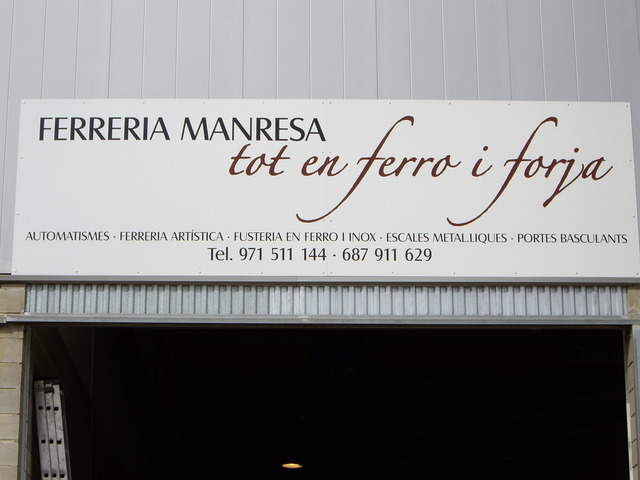 FERRERIA MANRESA
tot en ferro i forja
AUTOMATISMES · FERRERIA ARTÍSTICA · FUSTERIA EN FERRO I INOX · ESCALES METAL.LIQUES · PORTES BASCULANTS
Tel. 971 511 144 · 687 911 629